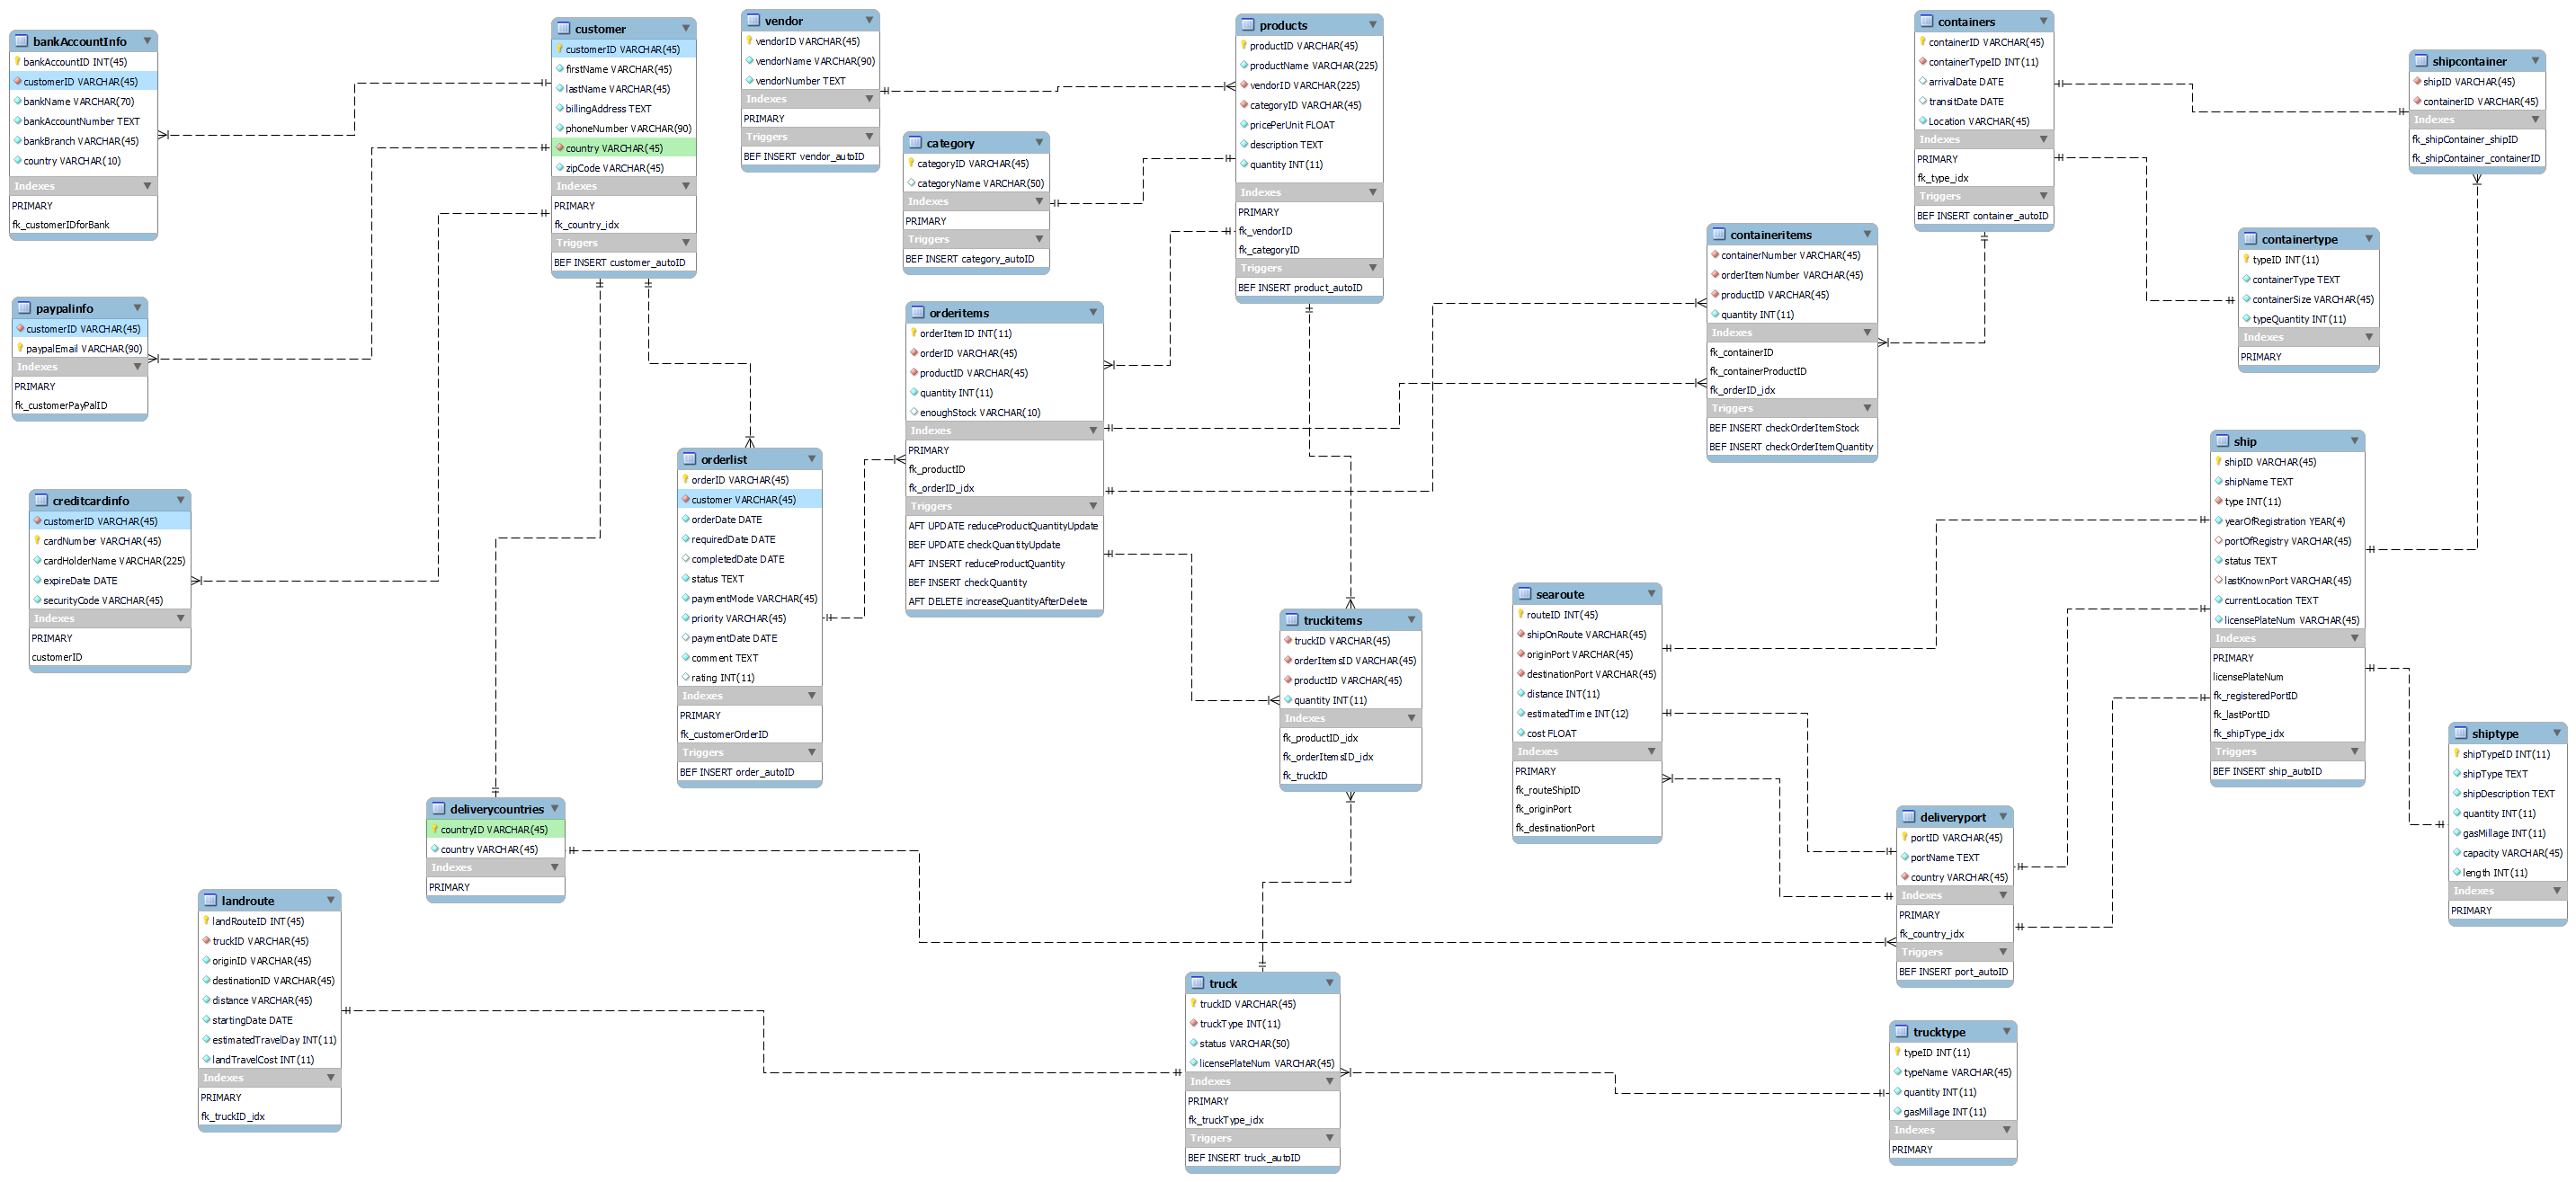 bankAccountInfo
bankAccountID INT(45)
customerID VARCHAR(45)
bankName VARCHAR(70)
bankAccountNumber TEXT
bankBranch VARCHAR(45)
country VARCHAR(10)
Indexes
PRIMARY
fk_customerIDforBank
paypalinfo
customerID VARCHAR(45)
paypalEmail VARCHAR(90)
Indexes
PRIMARY
fk_customerPayPalID
creditcardinfo
customerID VARCHAR(45)
cardNumber VARCHAR(45)
cardHolderName VARCHAR(225)
expireDate DATE
securityCode VARCHAR(45)
Indexes
PRIMARY
customerID
customer
customerID VARCHAR(45)
firstName VARCHAR(45)
lastName VARCHAR(45)
billingAddress TEXT
phoneNumber VARCHAR(90)
country VARCHAR(45)
zipCode VARCHAR(45)
Indexes
PRIMARY
fk_country_idx
Triggers
BEF INSERT customer_autoID
vendor
vendorID VARCHAR(45)
vendorName VARCHAR(90)
vendorNumber TEXT
Indexes
PRIMARY
Triggers
BEF INSERT vendor_autoID
category
categoryID VARCHAR(45)
categoryName VARCHAR(50)
Indexes
PRIMARY
Triggers
BEF INSERT category_autoID
products
productID VARCHAR(45)
productName VARCHAR(225)
vendorID VARCHAR(225)
categoryID VARCHAR(45)
pricePerUnit FLOAT
description TEXT
quantity INT(11)
Indexes
PRIMARY
fk_vendorID
fk_categoryID
Triggers
BEF INSERT product_autoID
orderitems
orderItemID INT(11)
orderID VARCHAR(45)
productID VARCHAR(45)
quantity INT(11)
enoughStock VARCHAR(10)
Indexes
PRIMARY
fk_productID
fk_orderID_idx
Triggers
AFT UPDATE reduceProductQuantityUpdate
BEF UPDATE checkQuantityUpdate
AFT INSERT reduceProductQuantity
BEF INSERT checkQuantity
AFT DELETE increaseQuantityAfterDelete
orderlist
orderID VARCHAR(45)
customer VARCHAR(45)
orderDate DATE
requiredDate DATE
completedDate DATE
status TEXT
paymentMode VARCHAR(45)
priority VARCHAR(45)
paymentDate DATE
comment TEXT
rating INT(11)
Indexes
PRIMARY
fk_customerOrderID
Triggers
BEF INSERT order_autoID
deliverycountries
countryID VARCHAR(45)
country VARCHAR(45)
Indexes
PRIMARY
landroute
landRouteID INT(45)
truckID VARCHAR(45)
originID VARCHAR(45)
destinationID VARCHAR(45)
distance VARCHAR(45)
startingDate DATE
estimatedTravelDay INT(11)
landTravelCost INT(11)
Indexes
PRIMARY
fk_truckID_idx
truckitems
truckID VARCHAR(45)
orderItemsID VARCHAR(45)
productID VARCHAR(45)
quantity INT(11)
Indexes
fk_productID_idx
fk_orderItemsID_idx
fk_truckID
truck
truckID VARCHAR(45)
truckType INT(11)
status VARCHAR(50)
licensePlateNum VARCHAR(45)
Indexes
PRIMARY
fk_truckType_idx
Triggers
BEF INSERT truck_autoID
containers
containerID VARCHAR(45)
containerTypeID INT(11)
arrivalDate DATE
transitDate DATE
Location VARCHAR(45)
Indexes
PRIMARY
fk_type_idx
Triggers
BEF INSERT container_autoID
shipcontainer
shipID VARCHAR(45)
containerID VARCHAR(45)
Indexes
fk_shipContainer_shipID
fk_shipContainer_containerID
containeritems
containerNumber VARCHAR(45)
orderItemNumber VARCHAR(45)
productID VARCHAR(45)
quantity INT(11)
Indexes
fk_containerID
fk_containerProductID
fk_orderID_idx
Triggers
BEF INSERT checkOrderItemStock
BEF INSERT checkOrderItemQuantity
containertype
typeID INT(11)
containerType TEXT
containerSize VARCHAR(45)
typeQuantity INT(11)
Indexes
PRIMARY
ship
shipID VARCHAR(45)
shipName TEXT
type INT(11)
yearOfRegistration YEAR(4)
portOfRegistry VARCHAR(45)
status TEXT
lastKnownPort VARCHAR(45)
currentLocation TEXT
licensePlateNum VARCHAR(45)
Indexes
PRIMARY
licensePlateNum
fk_registeredPortID
fk_lastPortID
fk_shipType_idx
Triggers
BEF INSERT ship_autoID
searoute
routeID INT(45)
shipOnRoute VARCHAR(45)
originPort VARCHAR(45)
destinationPort VARCHAR(45)
distance INT(11)
estimatedTime INT(12)
cost FLOAT
Indexes
PRIMARY
fk_routeShipID
fk_originPort
fk_destinationPort
shiptype
shipTypeID INT(11)
shipType TEXT
shipDescription TEXT
quantity INT(11)
gasMillage INT(11)
capacity VARCHAR(45)
length INT(11)
Indexes
PRIMARY
deliveryport
portID VARCHAR(45)
portName TEXT
country VARCHAR(45)
Indexes
PRIMARY
fk_country_idx
Triggers
BEF INSERT port_autoID
trucktype
typeID INT(11)
typeName VARCHAR(45)
quantity INT(11)
gasMillage INT(11)
Indexes
PRIMARY